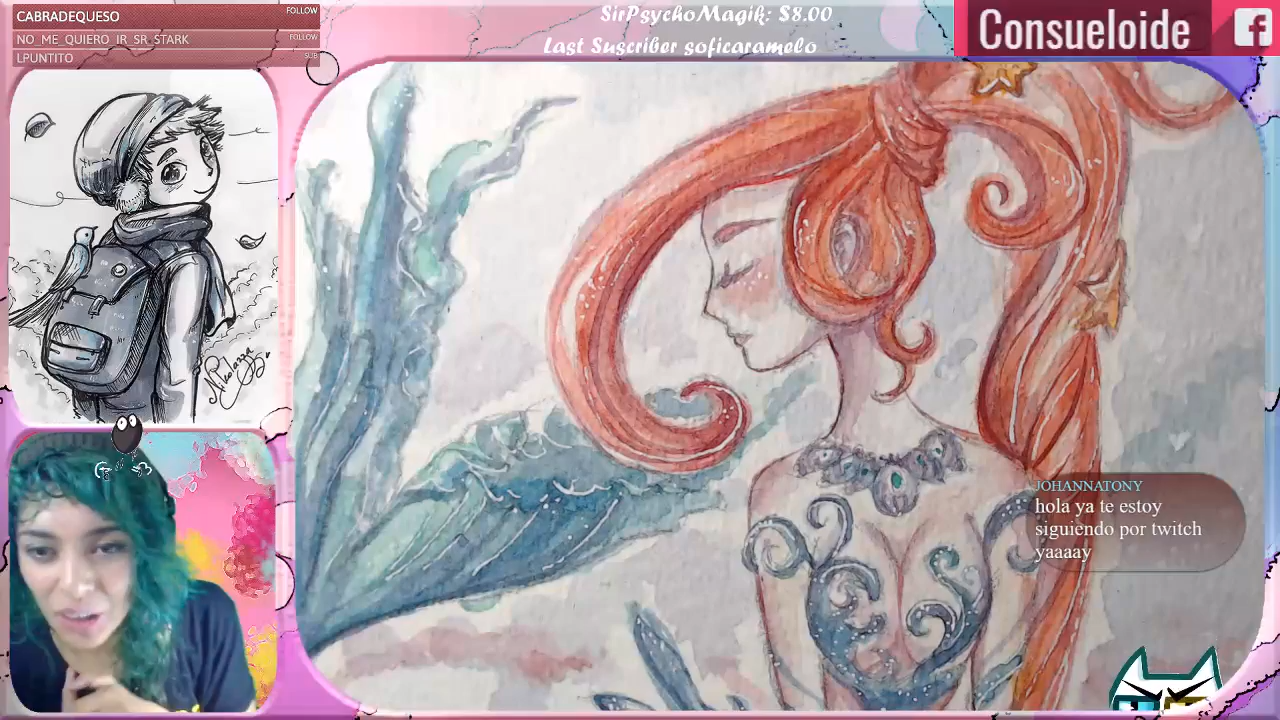 CABRADEQUESO
FOLLOW
NO_ME_QUIERO_IR_SR_STARK
FOLLOW
LPUNTITO
SUB
SirPsychoMagik: $8.00
Last Suscriber soficaramelo
Consueloide
f
JOHANNATONY
hola ya te estoy
siguiendo por twitch
yaaaay